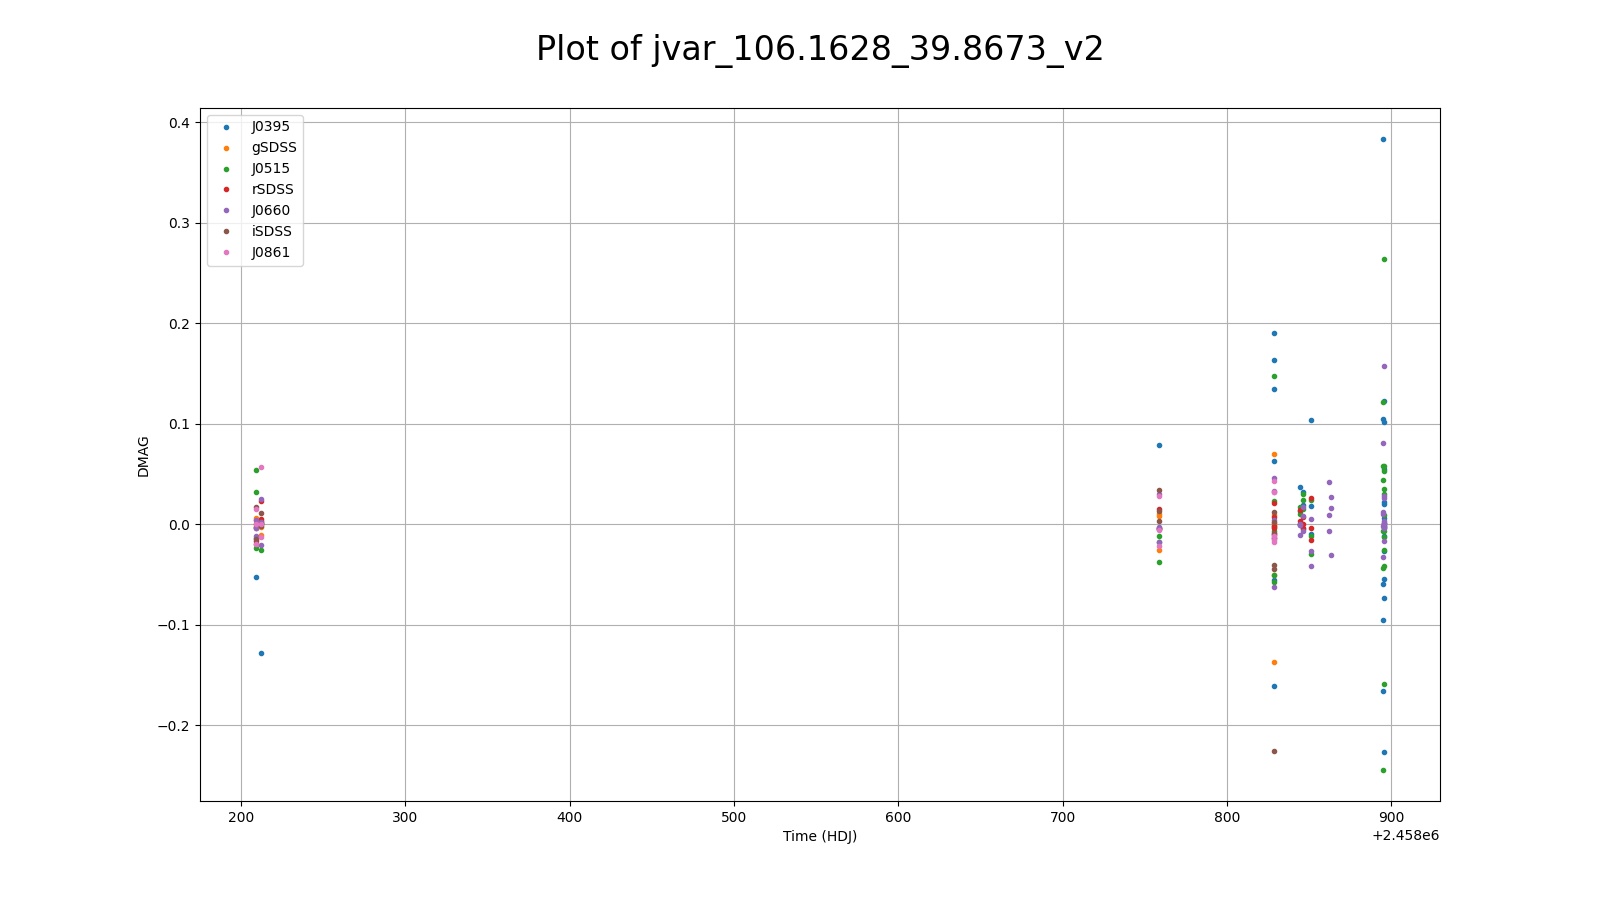 Plot of jvar_106.1628_39.8673_v2
0.4
0.3
0.2
0.1
0.0
−0.1
−0.2
DMAG
J0395
gSDSS
J0515
rSDSS
J0660
iSDSS
J0861
200 300 400 500 600 700 800 900
Time (HDJ)
+2.458e6